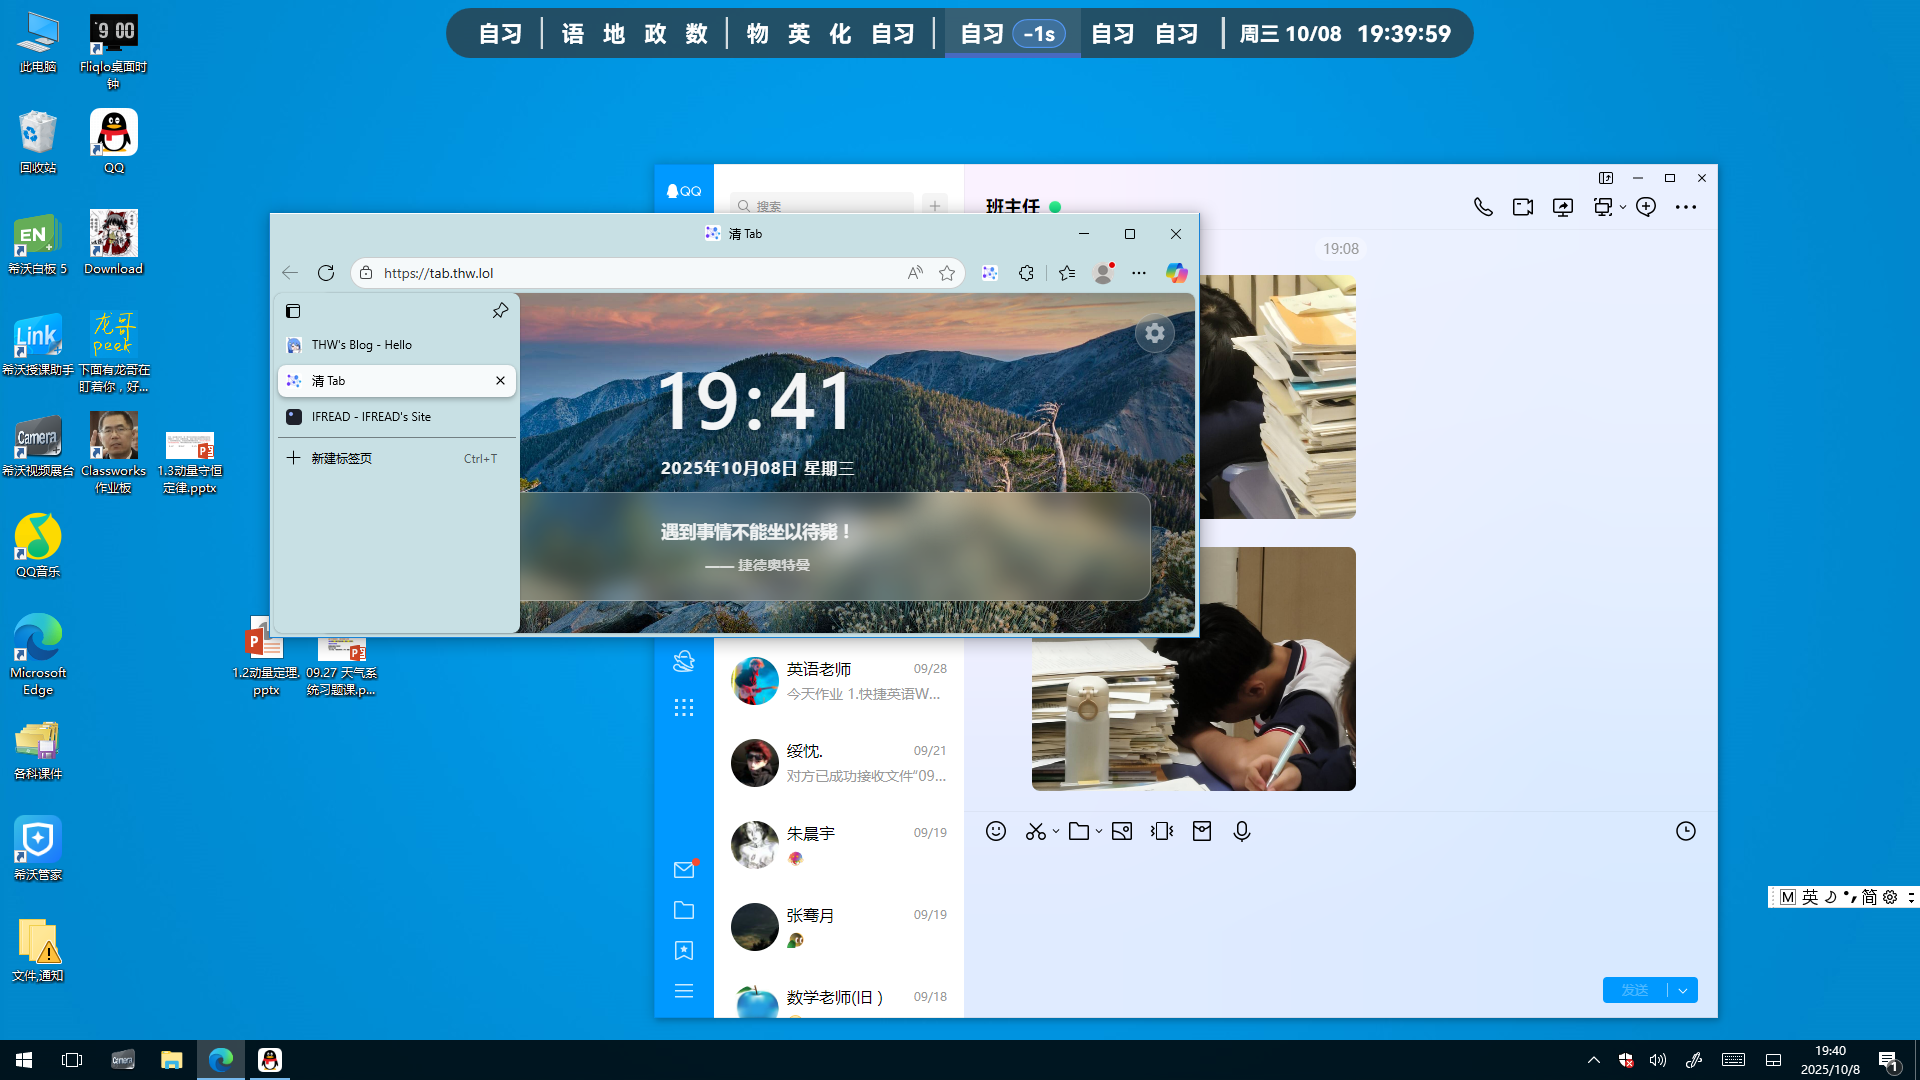 自习 语 地 政 数 物 英 化 自习 自习 -1s 自习 自习 周三 10/08 19:39:59
此电脑
Fliqlo桌面时钟
9 00
回收站
QQ
EN
希沃白板 5
Download
Link
希沃授课助手
龙哥
peek
下面有龙哥在盯着你，好...
Camera
希沃视频展台
Classworks
作业板
1.3动量守恒定律.pptx
QQ音乐
Microsoft
Edge
1.2动量定理.
pptx
09.27 天气系统习题课.p...
各科课件
希沃管家
文件,通知
QQ
搜索
班主任
19:08
清 Tab
https://tab.thw.lol
THW's Blog - Hello
清 Tab
IFREAD - IFREAD's Site
新建标签页 Ctrl+T
19:41
2025年10月08日 星期三
遇到事情不能坐以待毙！
—— 捷德奥特曼
英语老师 09/28
今天作业 1.快捷英语W...
绥忱. 09/21
对方已成功接收文件“09...
朱晨宇 09/19
张骞月 09/19
数学老师(旧 ) 09/18
发送
M 英 简
Camera
19:40
2025/10/8
1